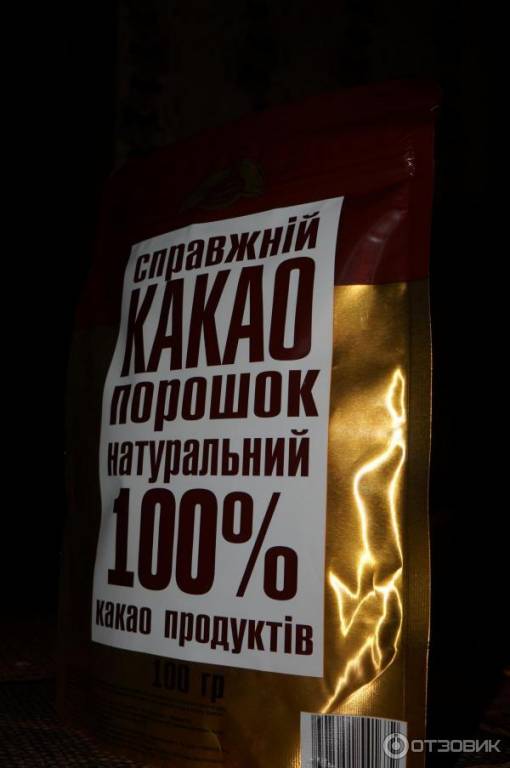 справжній
КАКАО
порошок
натуральний
100%
какао продуктів
100 гр
ОТЗОВИК